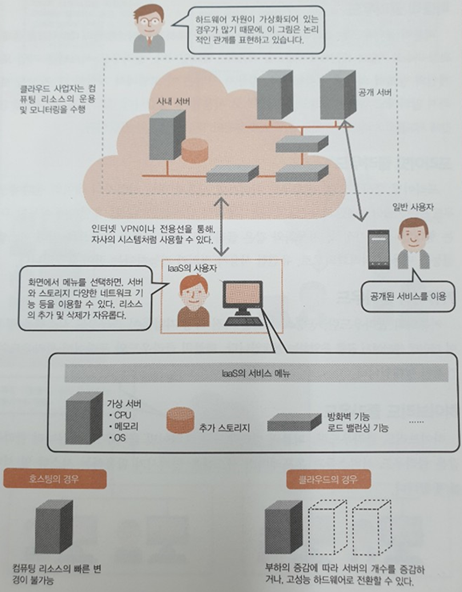 하드웨어 자원이 가상화되어 있는
경우가 많기 때문에, 이 그림은 논리
적인 관계를 표현하고 있습니다.
클라우드 사업자는 컴
퓨팅 리소스의 운용
및 모니터링을 수행
사내 서버
공개 서버
인터넷 VPN이나 전용선을 통해,
자사의 시스템처럼 사용할 수 있다.
일반 사용자
공개된 서비스를 이용
IaaS의 사용자
화면에서 메뉴를 선택하면, 서버
와 스토리지 다양한 네트워크 기
능 등을 이용할 수 있다. 리소스
의 추가 및 삭제가 자유롭다.
IaaS의 서비스 메뉴
가상 서버
• CPU
• 메모리
• OS
추가 스토리지
방화벽 기능
로드 밸런싱 기능
……
호스팅의 경우
컴퓨팅 리소스의 빠른 변
경이 불가능
클라우드의 경우
부하의 증감에 따라 서버의 개수를 증감하
거나, 고성능 하드웨어로 전환할 수 있다.